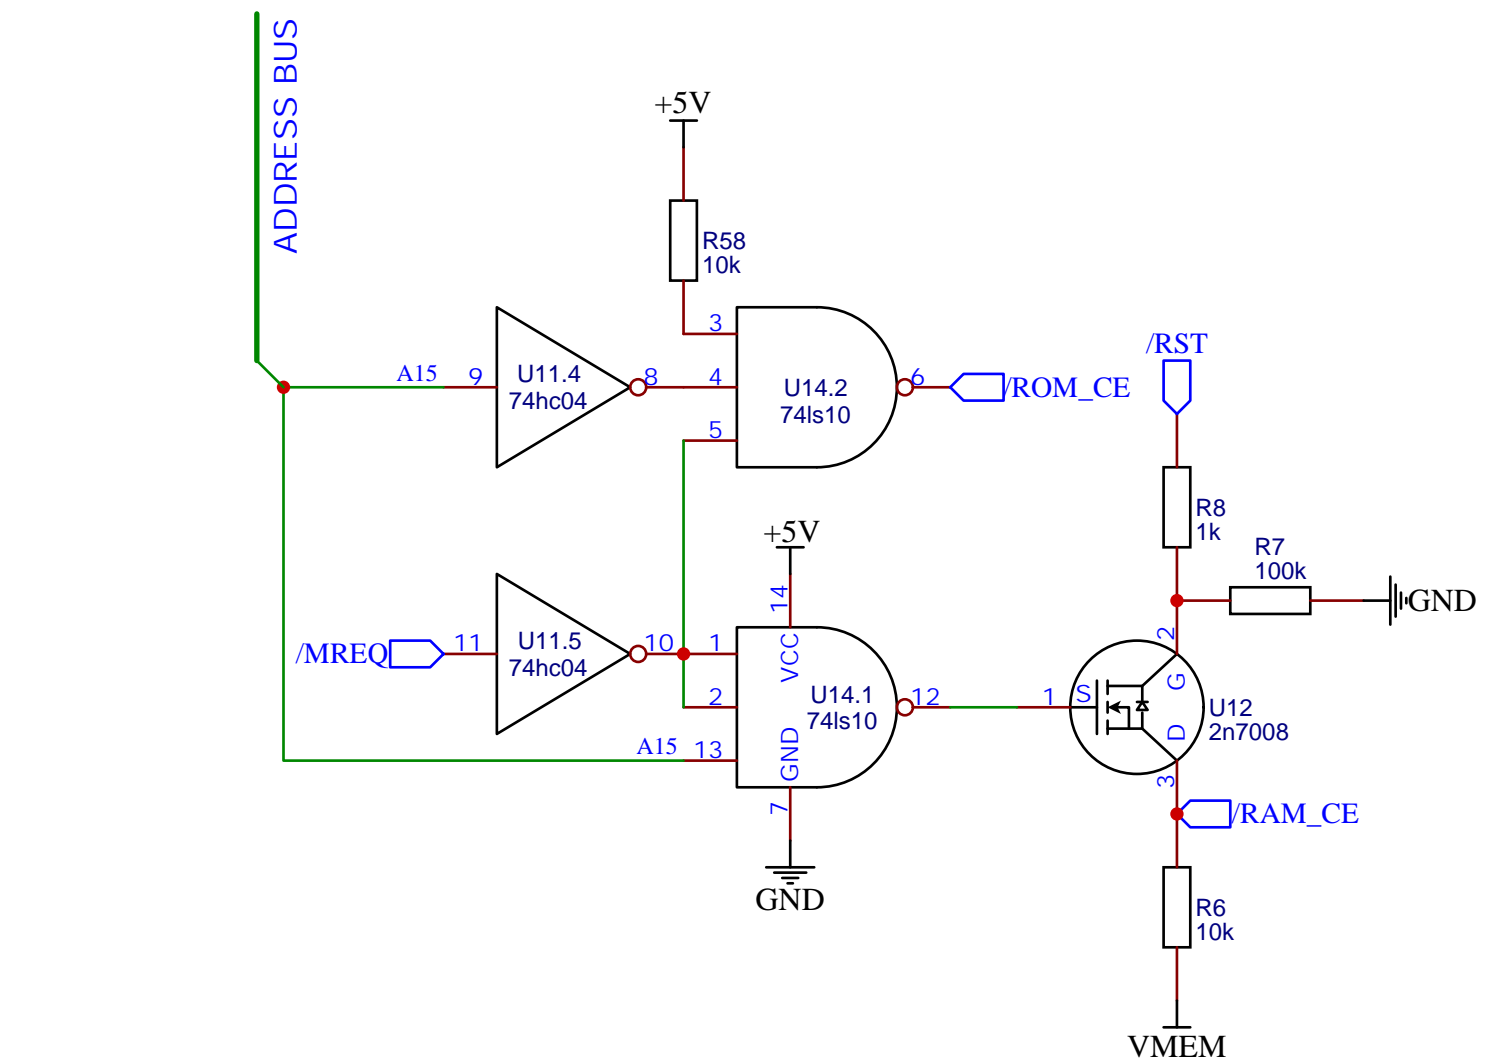 ADDRESS BUS
+5V
R58
10k
3
/RST
A15
9
U11.4
74hc04
8
4
U14.2
74ls10
6
/ROM_CE
5
R8
1k
+5V
R7
100k
14
GND
/MREQ
11
U11.5
74hc04
10
1
VCC
2
2
U14.1
74ls10
12
1
S
G
U12
2n7008
D
A15
13
GND
3
7
/RAM_CE
GND
R6
10k
VMEM